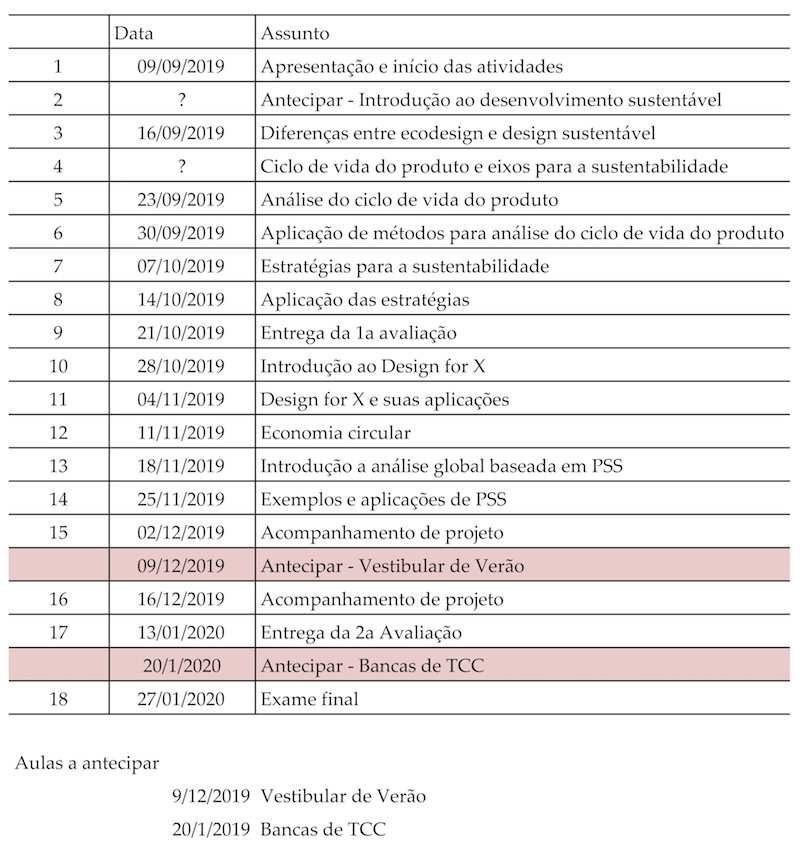 Data Assunto
1 09/09/2019 Apresentação e início das atividades
2 ? Antecipar - Introdução ao desenvolvimento sustentável
3 16/09/2019 Diferenças entre ecodesign e design sustentável
4 ? Ciclo de vida do produto e eixos para a sustentabilidade
5 23/09/2019 Análise do ciclo de vida do produto
6 30/09/2019 Aplicação de métodos para análise do ciclo de vida do produto
7 07/10/2019 Estratégias para a sustentabilidade
8 14/10/2019 Aplicação das estratégias
9 21/10/2019 Entrega da 1a avaliação
10 28/10/2019 Introdução ao Design for X
11 04/11/2019 Design for X e suas aplicações
12 11/11/2019 Economia circular
13 18/11/2019 Introdução a análise global baseada em PSS
14 25/11/2019 Exemplos e aplicações de PSS
15 02/12/2019 Acompanhamento de projeto
09/12/2019 Antecipar - Vestibular de Verão
16 16/12/2019 Acompanhamento de projeto
17 13/01/2020 Entrega da 2a Avaliação
20/1/2020 Antecipar - Bancas de TCC
18 27/01/2020 Exame final
Aulas a antecipar
9/12/2019 Vestibular de Verão
20/1/2019 Bancas de TCC